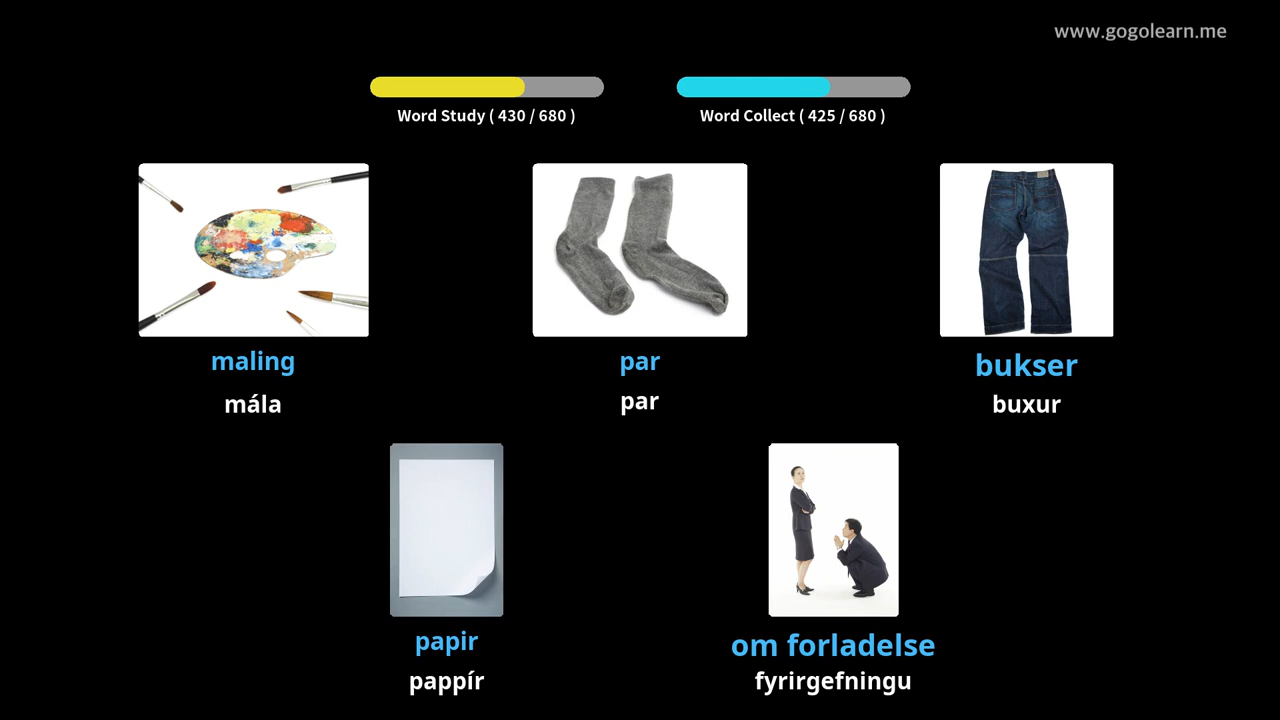 www.gogolearn.me
Word Study ( 430 / 680 )
Word Collect ( 425 / 680 )
maling
par
bukser
mála
par
buxur
papir
om forladelse
pappír
fyrirgefningu